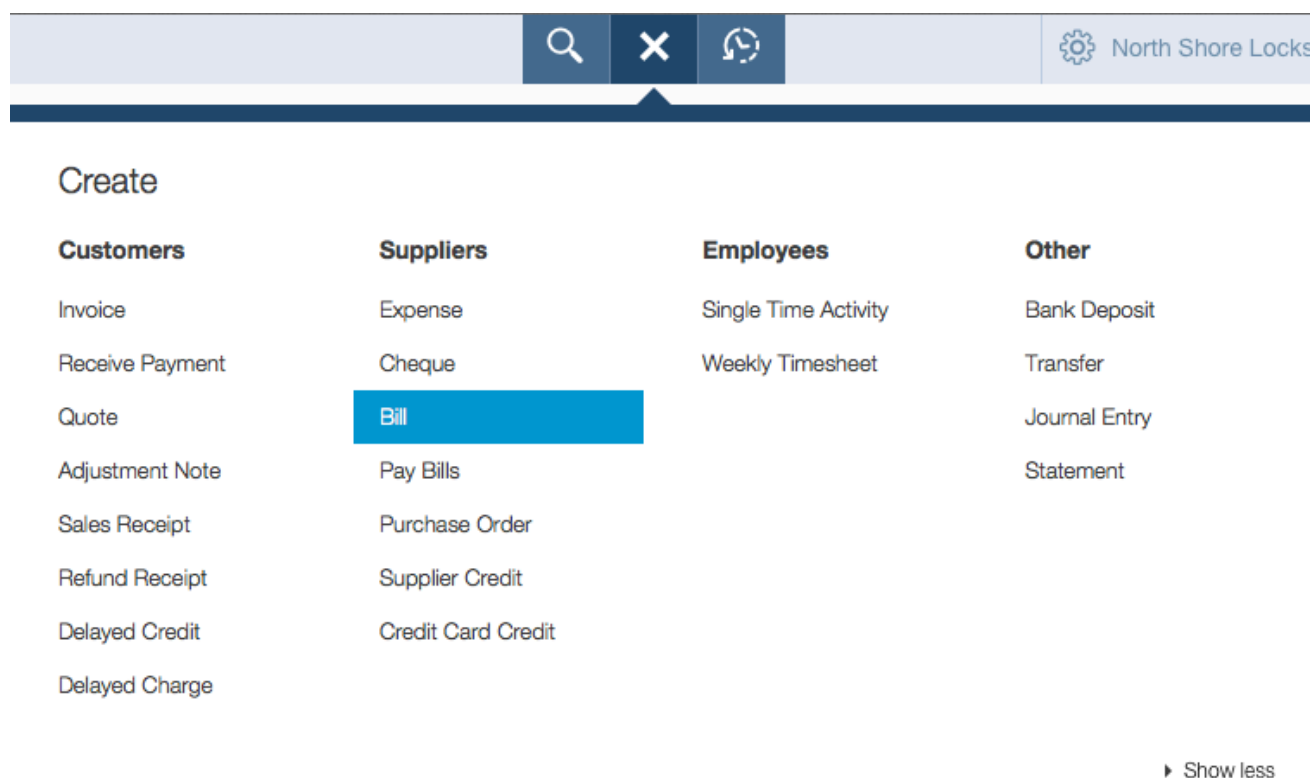 North Shore Locks
Create
Customers
Invoice
Receive Payment
Quote
Adjustment Note
Sales Receipt
Refund Receipt
Delayed Credit
Delayed Charge
Suppliers
Expense
Cheque
Bill
Pay Bills
Purchase Order
Supplier Credit
Credit Card Credit
Employees
Single Time Activity
Weekly Timesheet
Other
Bank Deposit
Transfer
Journal Entry
Statement
Show less